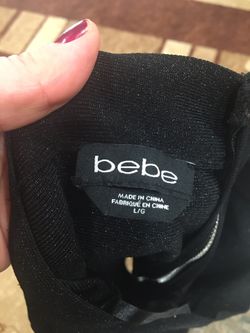 bebe
MADE IN CHINA
FABRIQUÉ EN CHINE
L/G